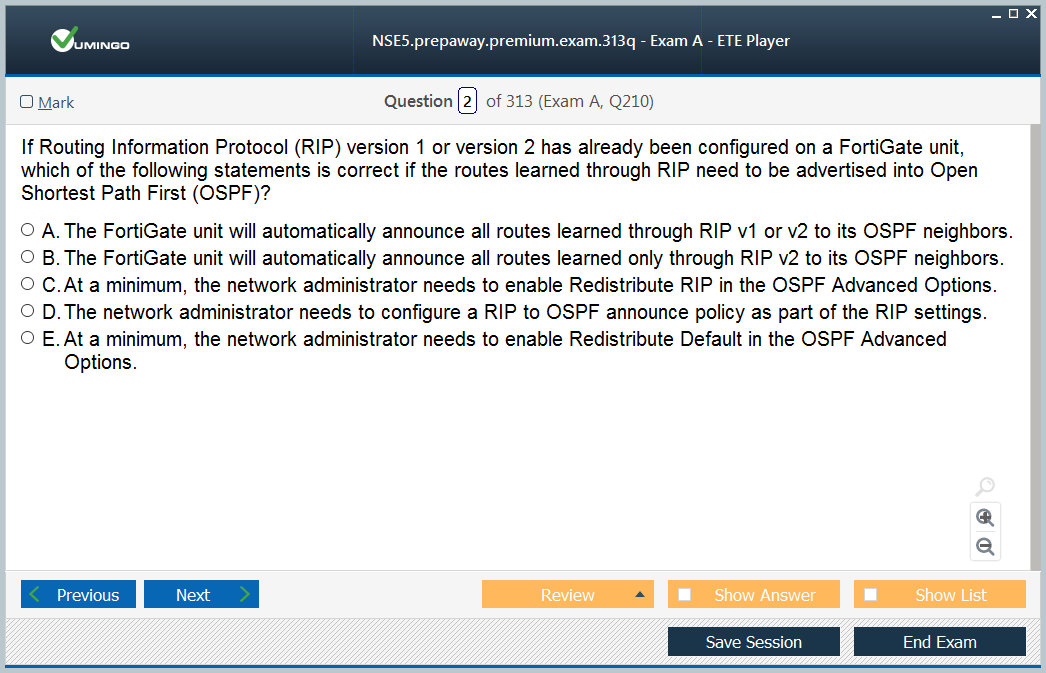 VUMINGO
NSE5.prepaway.premium.exam.313q - Exam A - ETE Player
Mark
Question 2 of 313 (Exam A, Q210)
If Routing Information Protocol (RIP) version 1 or version 2 has already been configured on a FortiGate unit,
which of the following statements is correct if the routes learned through RIP need to be advertised into Open
Shortest Path First (OSPF)?
A. The FortiGate unit will automatically announce all routes learned through RIP v1 or v2 to its OSPF neighbors.
B. The FortiGate unit will automatically announce all routes learned only through RIP v2 to its OSPF neighbors.
C. At a minimum, the network administrator needs to enable Redistribute RIP in the OSPF Advanced Options.
D. The network administrator needs to configure a RIP to OSPF announce policy as part of the RIP settings.
E. At a minimum, the network administrator needs to enable Redistribute Default in the OSPF Advanced
Options.
Previous
Next
Review
Show Answer
Show List
Save Session
End Exam